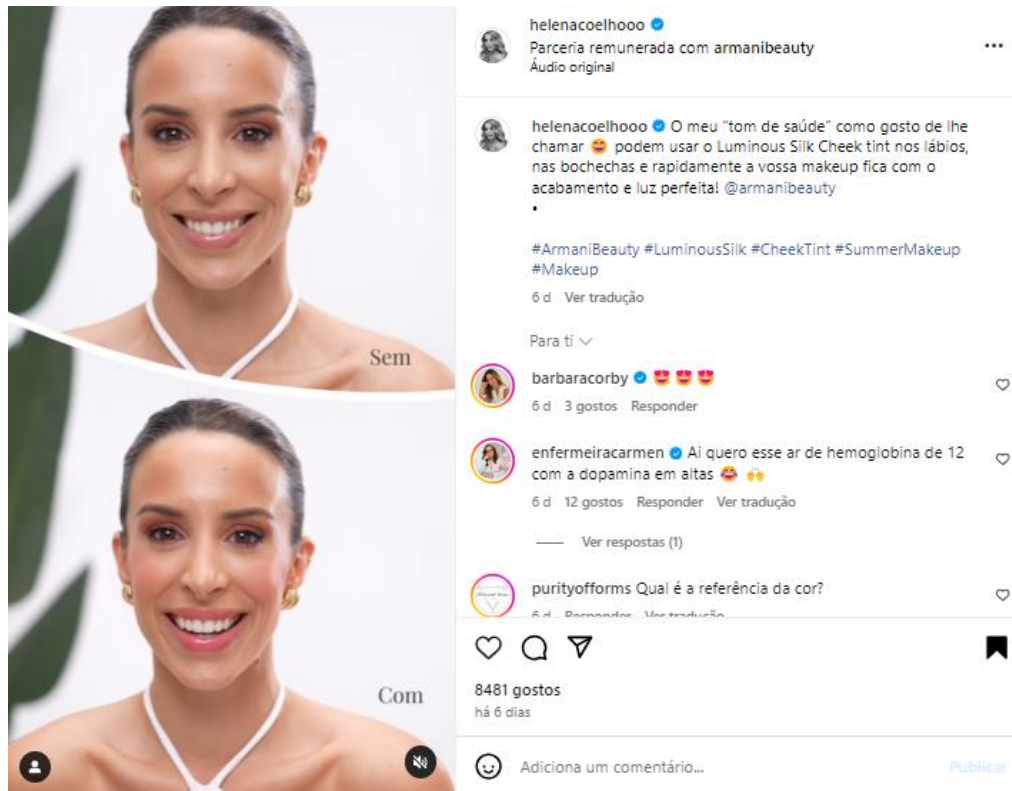 Sem
Com
helenacoelhooo
Parceria remunerada com armanibeauty
Áudio original
helenacoelhooo O meu “tom de saúde” como gosto de lhe
chamar 🤩 podem usar o Luminous Silk Cheek tint nos lábios,
nas bochechas e rapidamente a vossa makeup fica com o
acabamento e luz perfeita! @armanibeauty
•
#ArmaniBeauty #LuminousSilk #CheekTint #SummerMakeup
#Makeup
6 d Ver tradução
Para ti
barbaracorby 😍 😍 😍
6 d 3 gostos Responder
enfermeiracarmen Ai quero esse ar de hemoglobina de 12
com a dopamina em altas 😂 🙌
6 d 12 gostos Responder Ver tradução
Ver respostas (1)
purityofforms Qual é a referência da cor?
6 d Responder Ver tradução
8481 gostos
há 6 dias
Adiciona um comentário...
Publicar